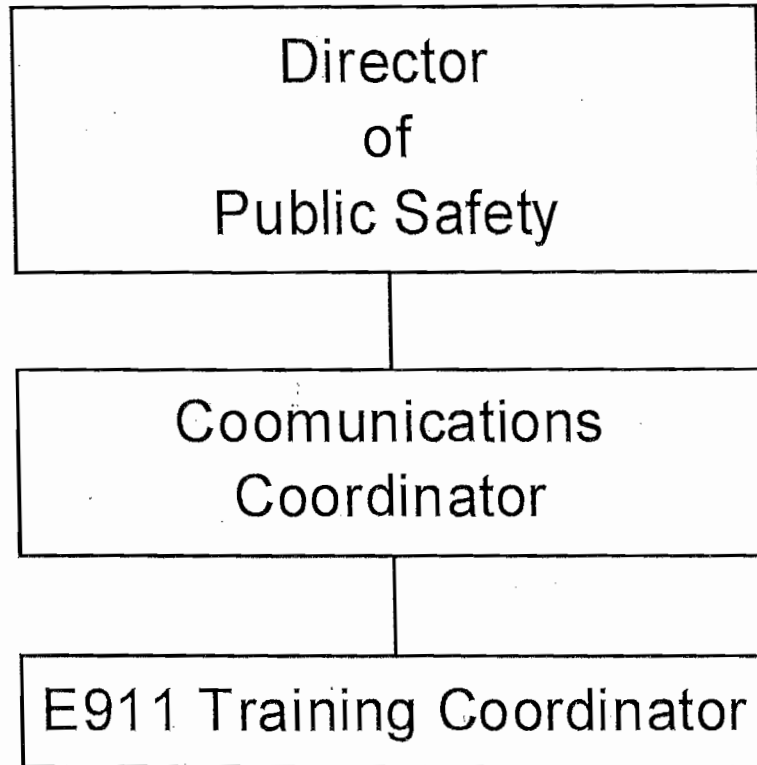 Director
of
Public Safety
Coomunications
Coordinator
E911 Training Coordinator